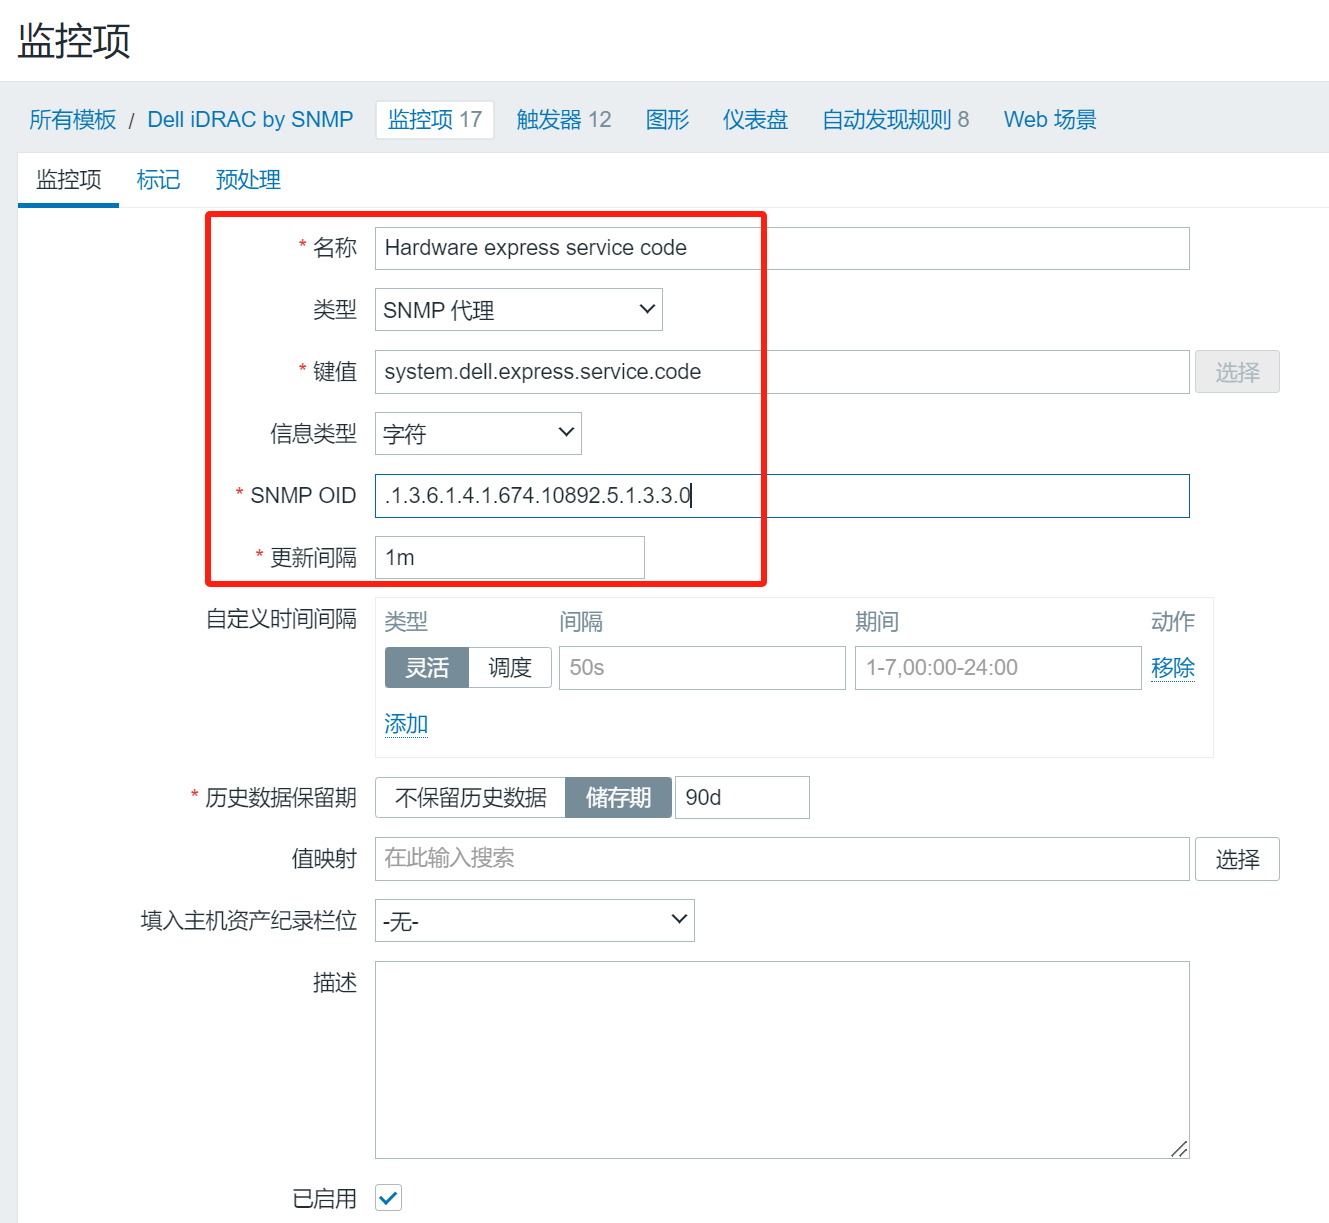 监控项
所有模板 / Dell iDRAC by SNMP 监控项 17 触发器 12 图形 仪表盘 自动发现规则 8 Web 场景
监控项 标记 预处理
* 名称 Hardware express service code
类型 SNMP 代理
* 键值 system.dell.express.service.code 选择
信息类型 字符
* SNMP OID .1.3.6.1.4.1.674.10892.5.1.3.3.0
* 更新间隔 1m
自定义时间间隔 类型 间隔 期间 动作
灵活 调度 50s 1-7,00:00-24:00 移除
添加
* 历史数据保留期 不保留历史数据 储存期 90d
值映射 在此输入搜索 选择
填入主机资产纪录栏位 -无-
描述
已启用